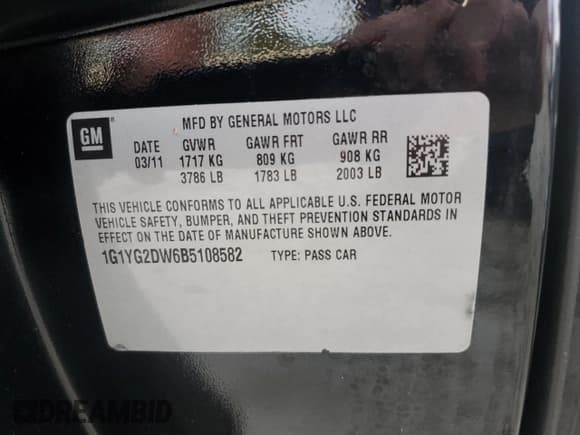 GM
MFD BY GENERAL MOTORS LLC
DATE GVWR GAWR FRT GAWR RR
03/11 1717 KG 809 KG 908 KG
3786 LB 1783 LB 2003 LB
THIS VEHICLE CONFORMS TO ALL APPLICABLE U.S. FEDERAL MOTOR
VEHICLE SAFETY, BUMPER, AND THEFT PREVENTION STANDARDS IN
EFFECT ON THE DATE OF MANUFACTURE SHOWN ABOVE.
1G1YG2DW6B5108582 TYPE: PASS CAR
DREAMBID